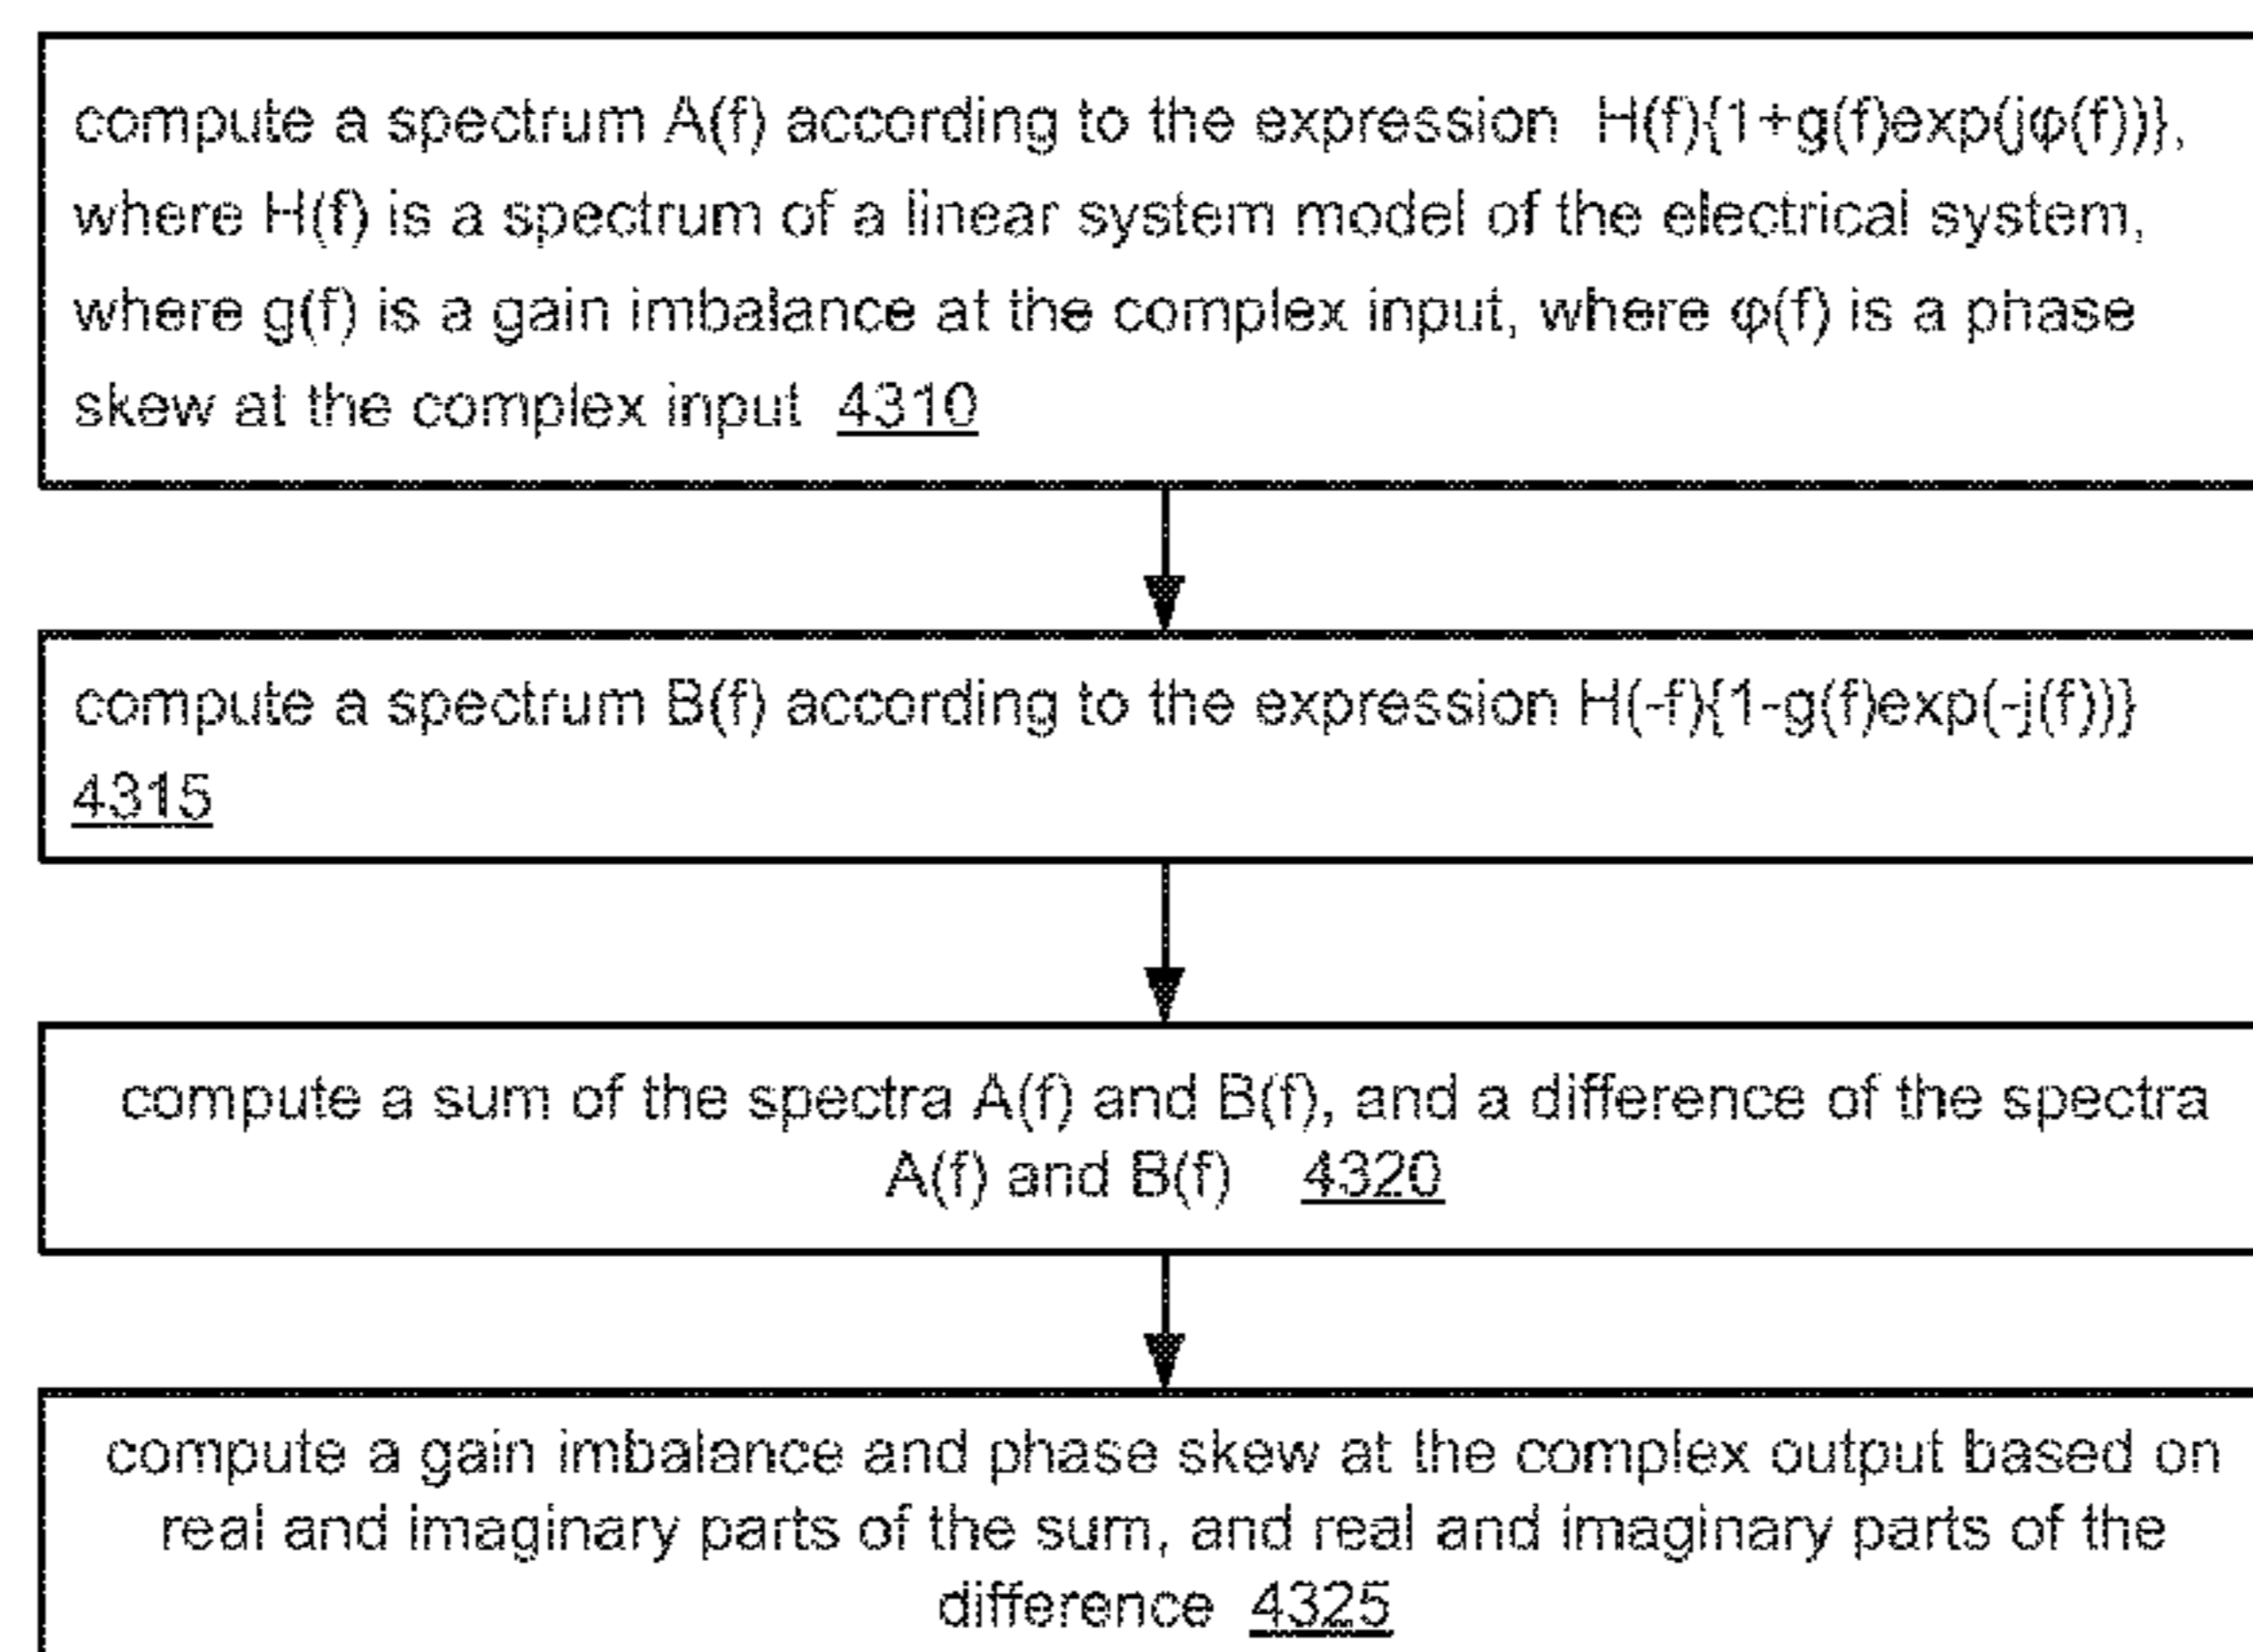 compute a spectrum A(f) according to the expression H(f){1+g(f)exp(jφ(f))},
where H(f) is a spectrum of a linear system model of the electrical system,
where g(f) is a gain imbalance at the complex input, where φ(f) is a phase
skew at the complex input 4310
compute a spectrum B(f) according to the expression H(-f){1-g(f)exp(-j(f))}
4315
compute a sum of the spectra A(f) and B(f), and a difference of the spectra
A(f) and B(f) 4320
compute a gain imbalance and phase skew at the complex output based on
real and imaginary parts of the sum, and real and imaginary parts of the
difference 4325